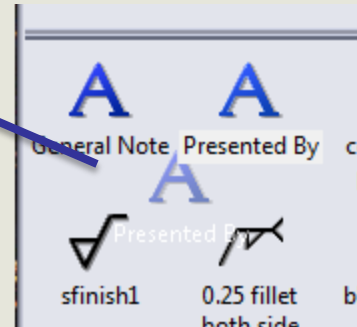 General Note Presented By c
Presented By
sfinish1 0.25 fillet b
both side